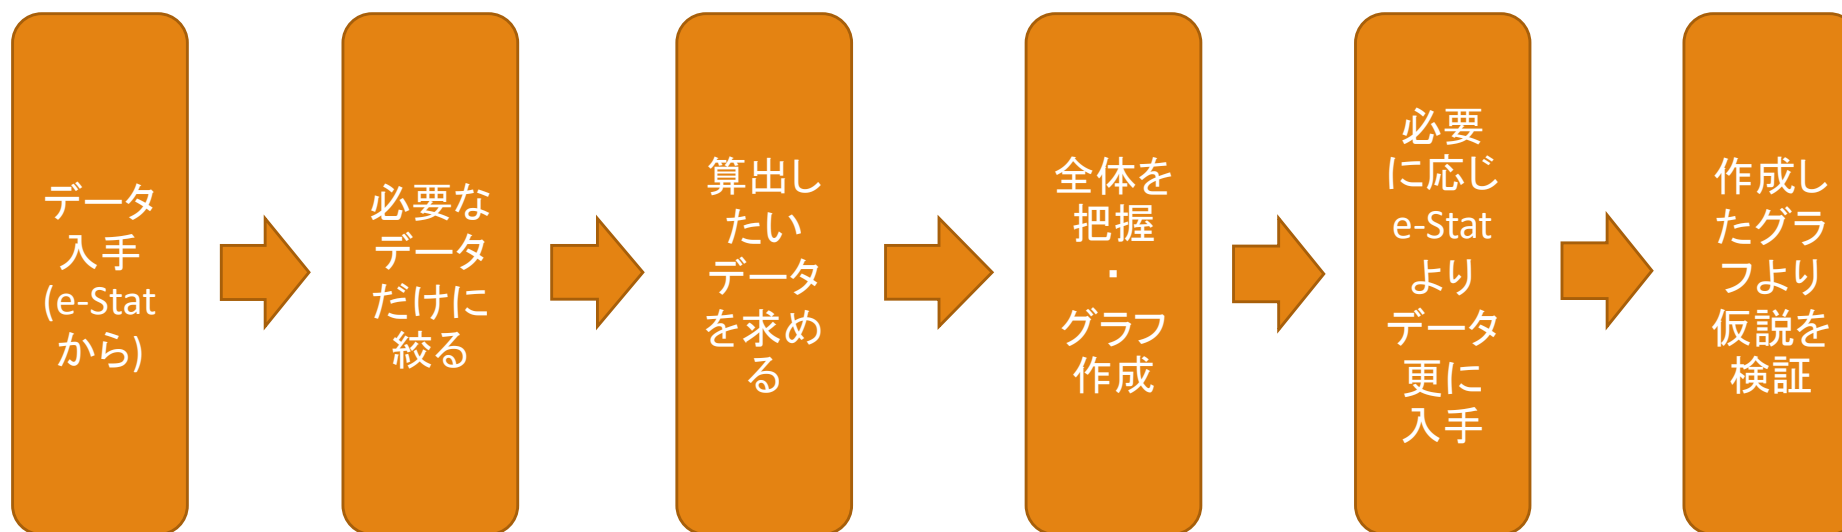 データ
入手
(e-Stat
から)
必要な
データ
だけに
絞る
算出し
たい
データ
を求め
る
全体を
把握
・
グラフ
作成
必要
に応じ
e-Stat
より
データ
更に
入手
作成し
たグラ
フより
仮説を
検証